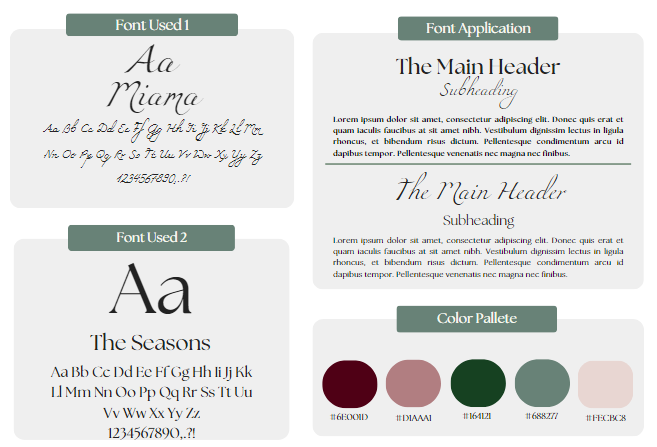 Font Used 1
Aa
Miama
Aa Bb Cc Dd Ee Ff Gg Hh Ii Jj Kk Ll Mm
Nn Oo Pp Qq Rr Ss Tt Uu Vv Ww Xx Yy Zz
1234567890,.?!
Font Used 2
Aa
The Seasons
Aa Bb Cc Dd Ee Ff Gg Hh Ii Jj Kk
Ll Mm Nn Oo Pp Qq Rr Ss Tt Uu
Vv Ww Xx Yy Zz
1234567890,.?!
Font Application
The Main Header
Subheading
Lorem ipsum dolor sit amet, consectetur adipiscing elit. Donec quis erat et
quam iaculis faucibus at sit amet nibh. Vestibulum dignissim lectus in ligula
rhoncus, et bibendum risus dictum. Pellentesque condimentum arcu id
dapibus tempor. Pellentesque venenatis nec magna nec finibus.
The Main Header
Subheading
Lorem ipsum dolor sit amet, consectetur adipiscing elit. Donec quis erat et
quam iaculis faucibus at sit amet nibh. Vestibulum dignissim lectus in ligula
rhoncus, et bibendum risus dictum. Pellentesque condimentum arcu id
dapibus tempor. Pellentesque venenatis nec magna nec finibus.
Color Pallete
#6E001D
#D1AAA1
#164121
#688277
#FECBC8